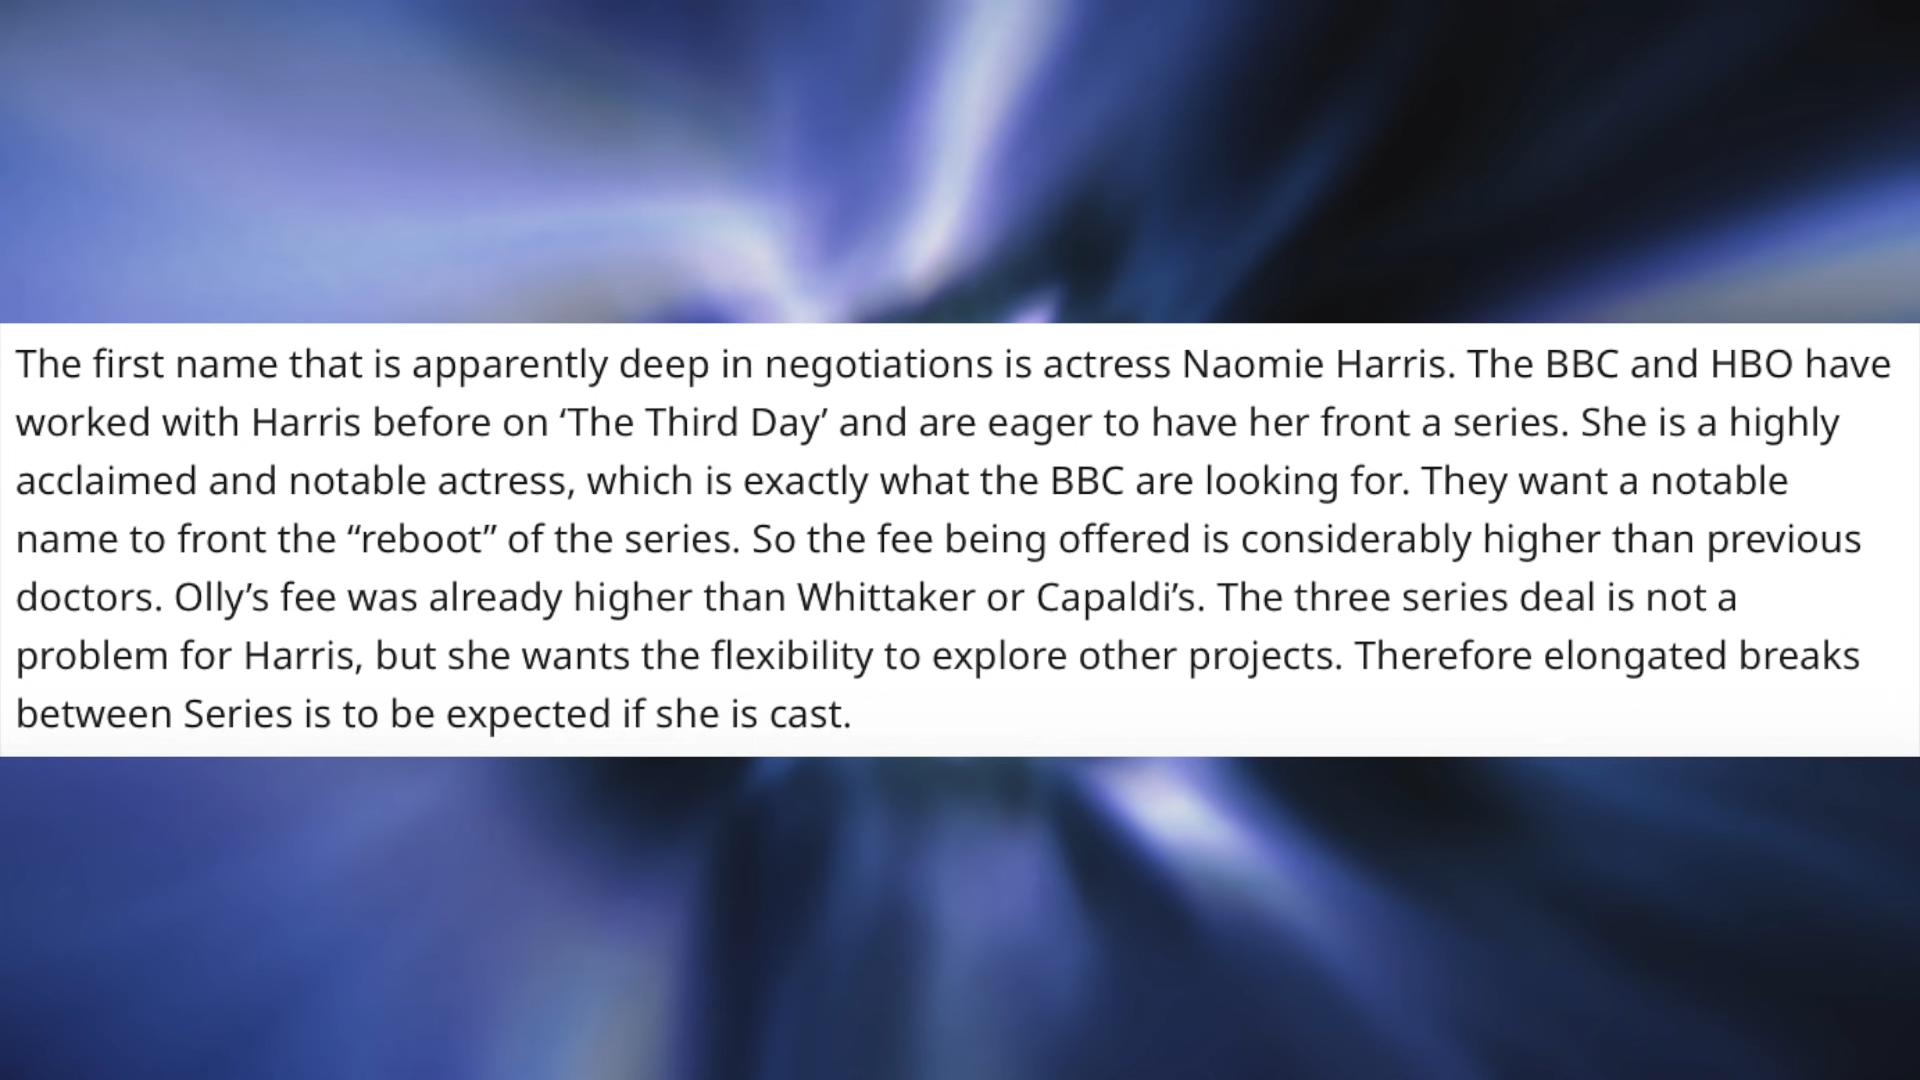 The first name that is apparently deep in negotiations is actress Naomie Harris. The BBC and HBO have
worked with Harris before on ‘The Third Day’ and are eager to have her front a series. She is a highly
acclaimed and notable actress, which is exactly what the BBC are looking for. They want a notable
name to front the “reboot” of the series. So the fee being offered is considerably higher than previous
doctors. Olly’s fee was already higher than Whittaker or Capaldi’s. The three series deal is not a
problem for Harris, but she wants the flexibility to explore other projects. Therefore elongated breaks
between Series is to be expected if she is cast.